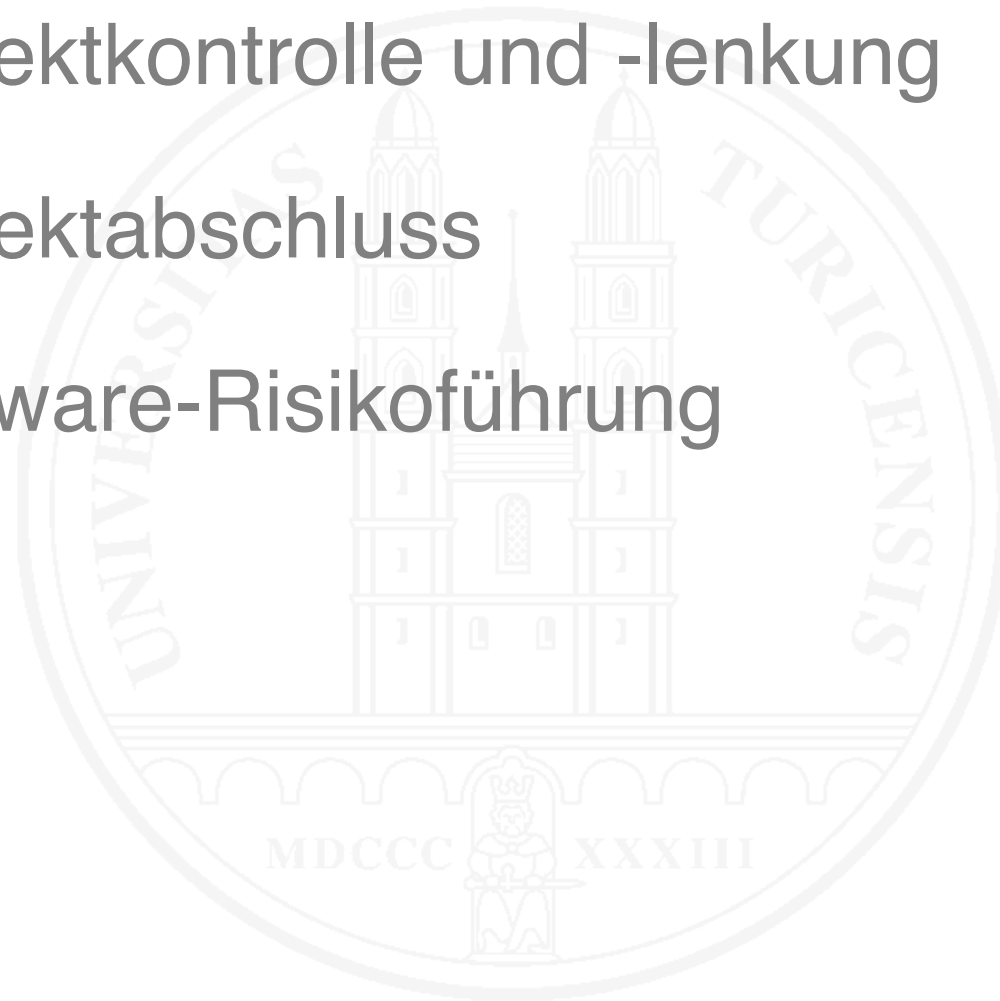 ektkontrolle und -lenkung
ektabschluss
ware-Risikoführung
UNIVERSITAS TURICENSIS
MDCCC XXXIII